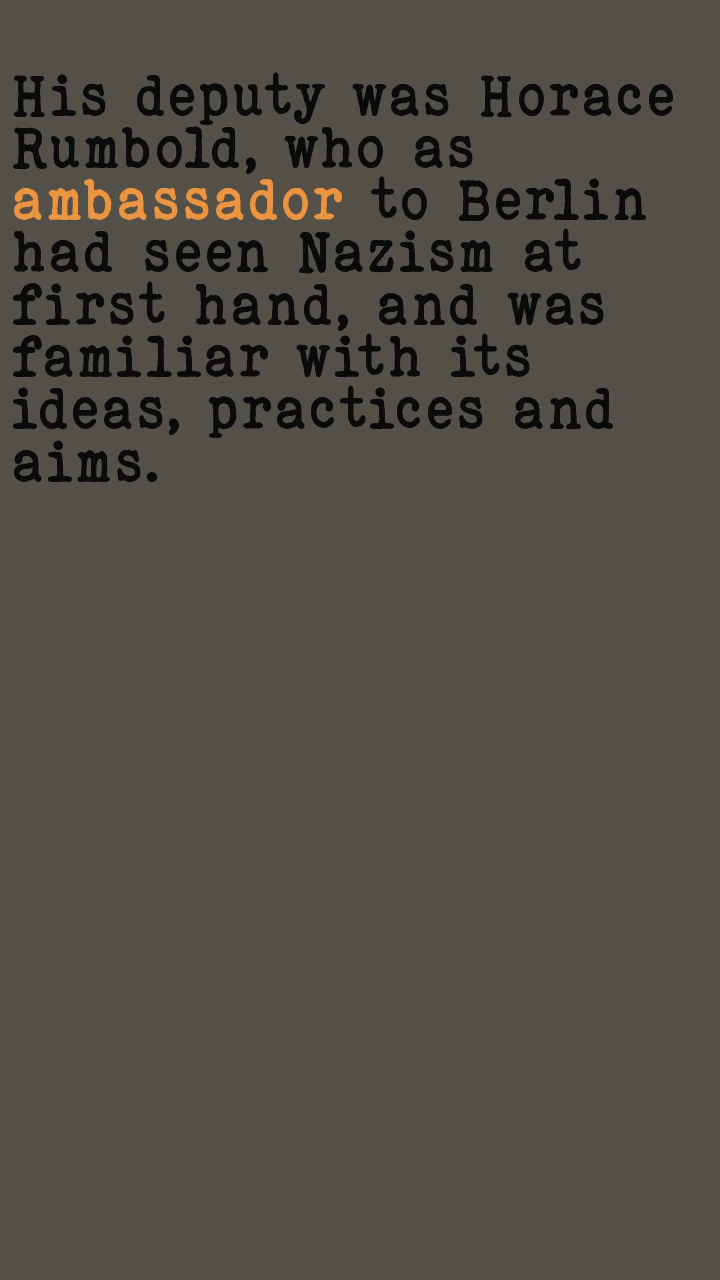 His deputy was Horace
Rumbold, who as
ambassador to Berlin
had seen Nazism at
first hand, and was
familiar with its
ideas, practices and
aims.